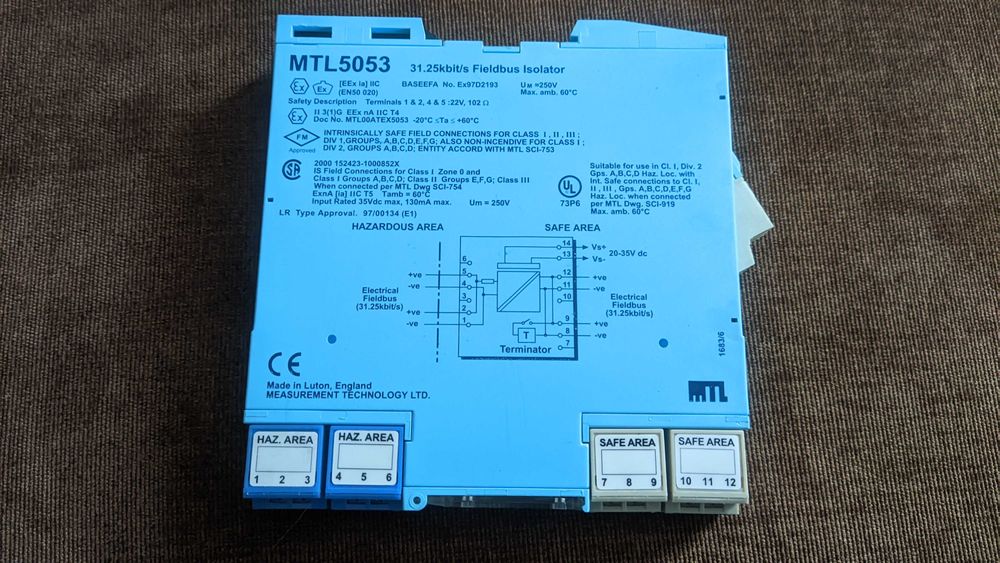 MTL5053 31.25kbit/s Fieldbus Isolator
Ex Ex [EEx ia] IIC BASEEFA No. Ex97D2193 UM =250V
(EN50 020) Max. amb. 60°C
Safety Description Terminals 1 & 2, 4 & 5 :22V, 102 Ω
Ex II 3(1)G EEx nA IIC T4
Doc No. MTL00ATEX5053 -20°C ≤Ta ≤ +60°C
FM
Approved
INTRINSICALLY SAFE FIELD CONNECTIONS FOR CLASS I , II , III ;
DIV 1,GROUPS, A,B,C,D,E,F,G; ALSO NON-INCENDIVE FOR CLASS I ;
DIV 2, GROUPS A,B,C,D; ENTITY ACCORD WITH MTL SCI-753
SA
2000 152423-1000852X
IS Field Connections for Class I Zone 0 and
Class I Groups A,B,C,D; Class II Groups E,F,G; Class III
When connected per MTL Dwg SCI-754
ExnA [ia] IIC T5 Tamb = 60°C
Input Rated 35Vdc max, 130mA max. Um = 250V
LR Type Approval. 97/00134 (E1)
UL
73P6
Suitable for use in Cl. I, Div. 2
Gps. A,B,C,D Haz. Loc. with
Int. Safe connections to Cl. I,
II , III , Gps. A,B,C,D,E,F,G
Haz. Loc. when connected
per MTL Dwg. SCI-919
Max. amb. 60°C
HAZARDOUS AREA SAFE AREA
14 Vs+
13 Vs-
20-35V dc
6
+ve 5
-ve 4
3
+ve 2
-ve 1
Electrical
Fieldbus
(31.25kbit/s)
12 +ve
11 -ve
10
9 +ve
8 -ve
7
Electrical
Fieldbus
(31.25kbit/s)
T
Terminator
1683/6
CE
Made in Luton, England
MEASUREMENT TECHNOLOGY LTD.
MTL
HAZ. AREA
1 2 3
HAZ. AREA
4 5 6
SAFE AREA
7 8 9
SAFE AREA
10 11 12